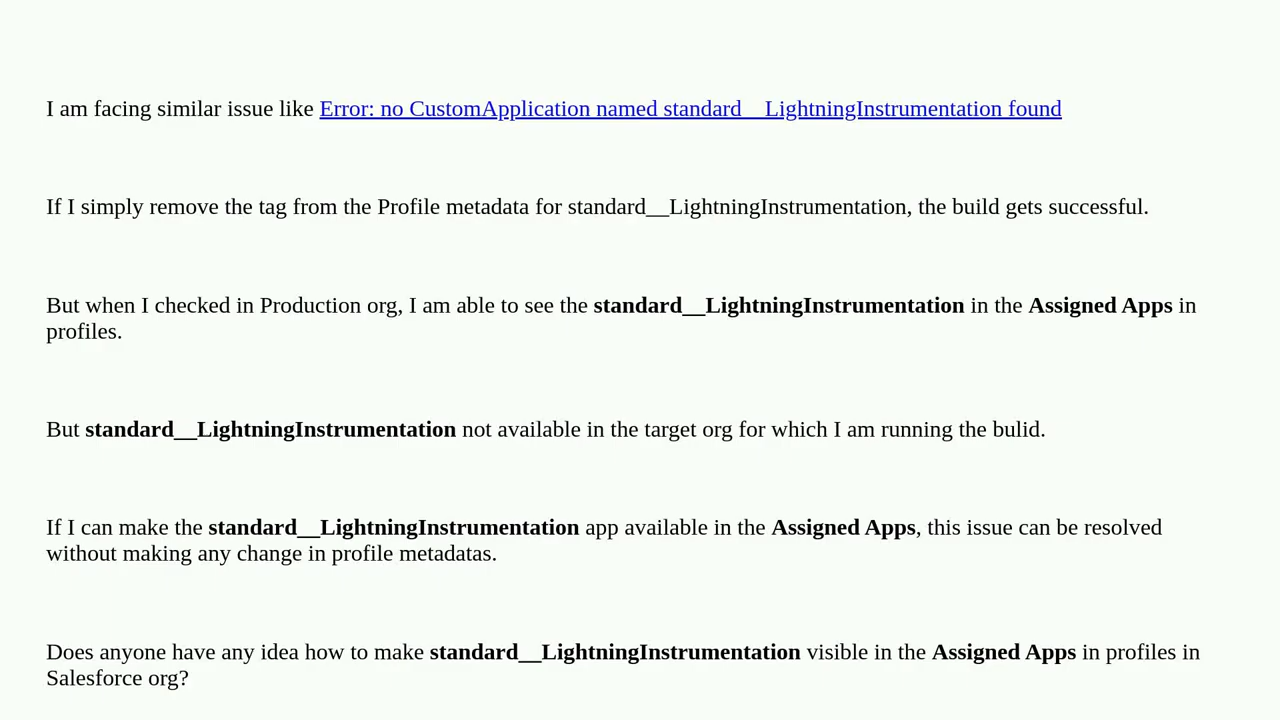 I am facing similar issue like Error: no CustomApplication named standard__LightningInstrumentation found
If I simply remove the tag from the Profile metadata for standard__LightningInstrumentation, the build gets successful.
But when I checked in Production org, I am able to see the standard__LightningInstrumentation in the Assigned Apps in
profiles.
But standard__LightningInstrumentation not available in the target org for which I am running the bulid.
If I can make the standard__LightningInstrumentation app available in the Assigned Apps, this issue can be resolved
without making any change in profile metadatas.
Does anyone have any idea how to make standard__LightningInstrumentation visible in the Assigned Apps in profiles in
Salesforce org?